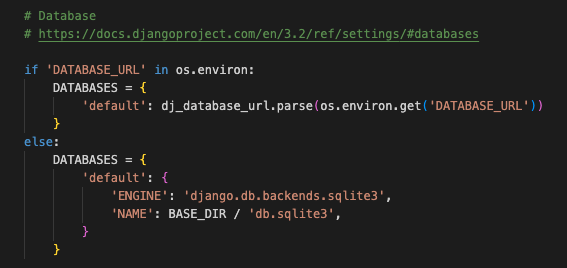 # Database
# https://docs.djangoproject.com/en/3.2/ref/settings/#databases

if 'DATABASE_URL' in os.environ:
    DATABASES = {
        'default': dj_database_url.parse(os.environ.get('DATABASE_URL'))
    }
else:
    DATABASES = {
        'default': {
            'ENGINE': 'django.db.backends.sqlite3',
            'NAME': BASE_DIR / 'db.sqlite3',
        }
    }